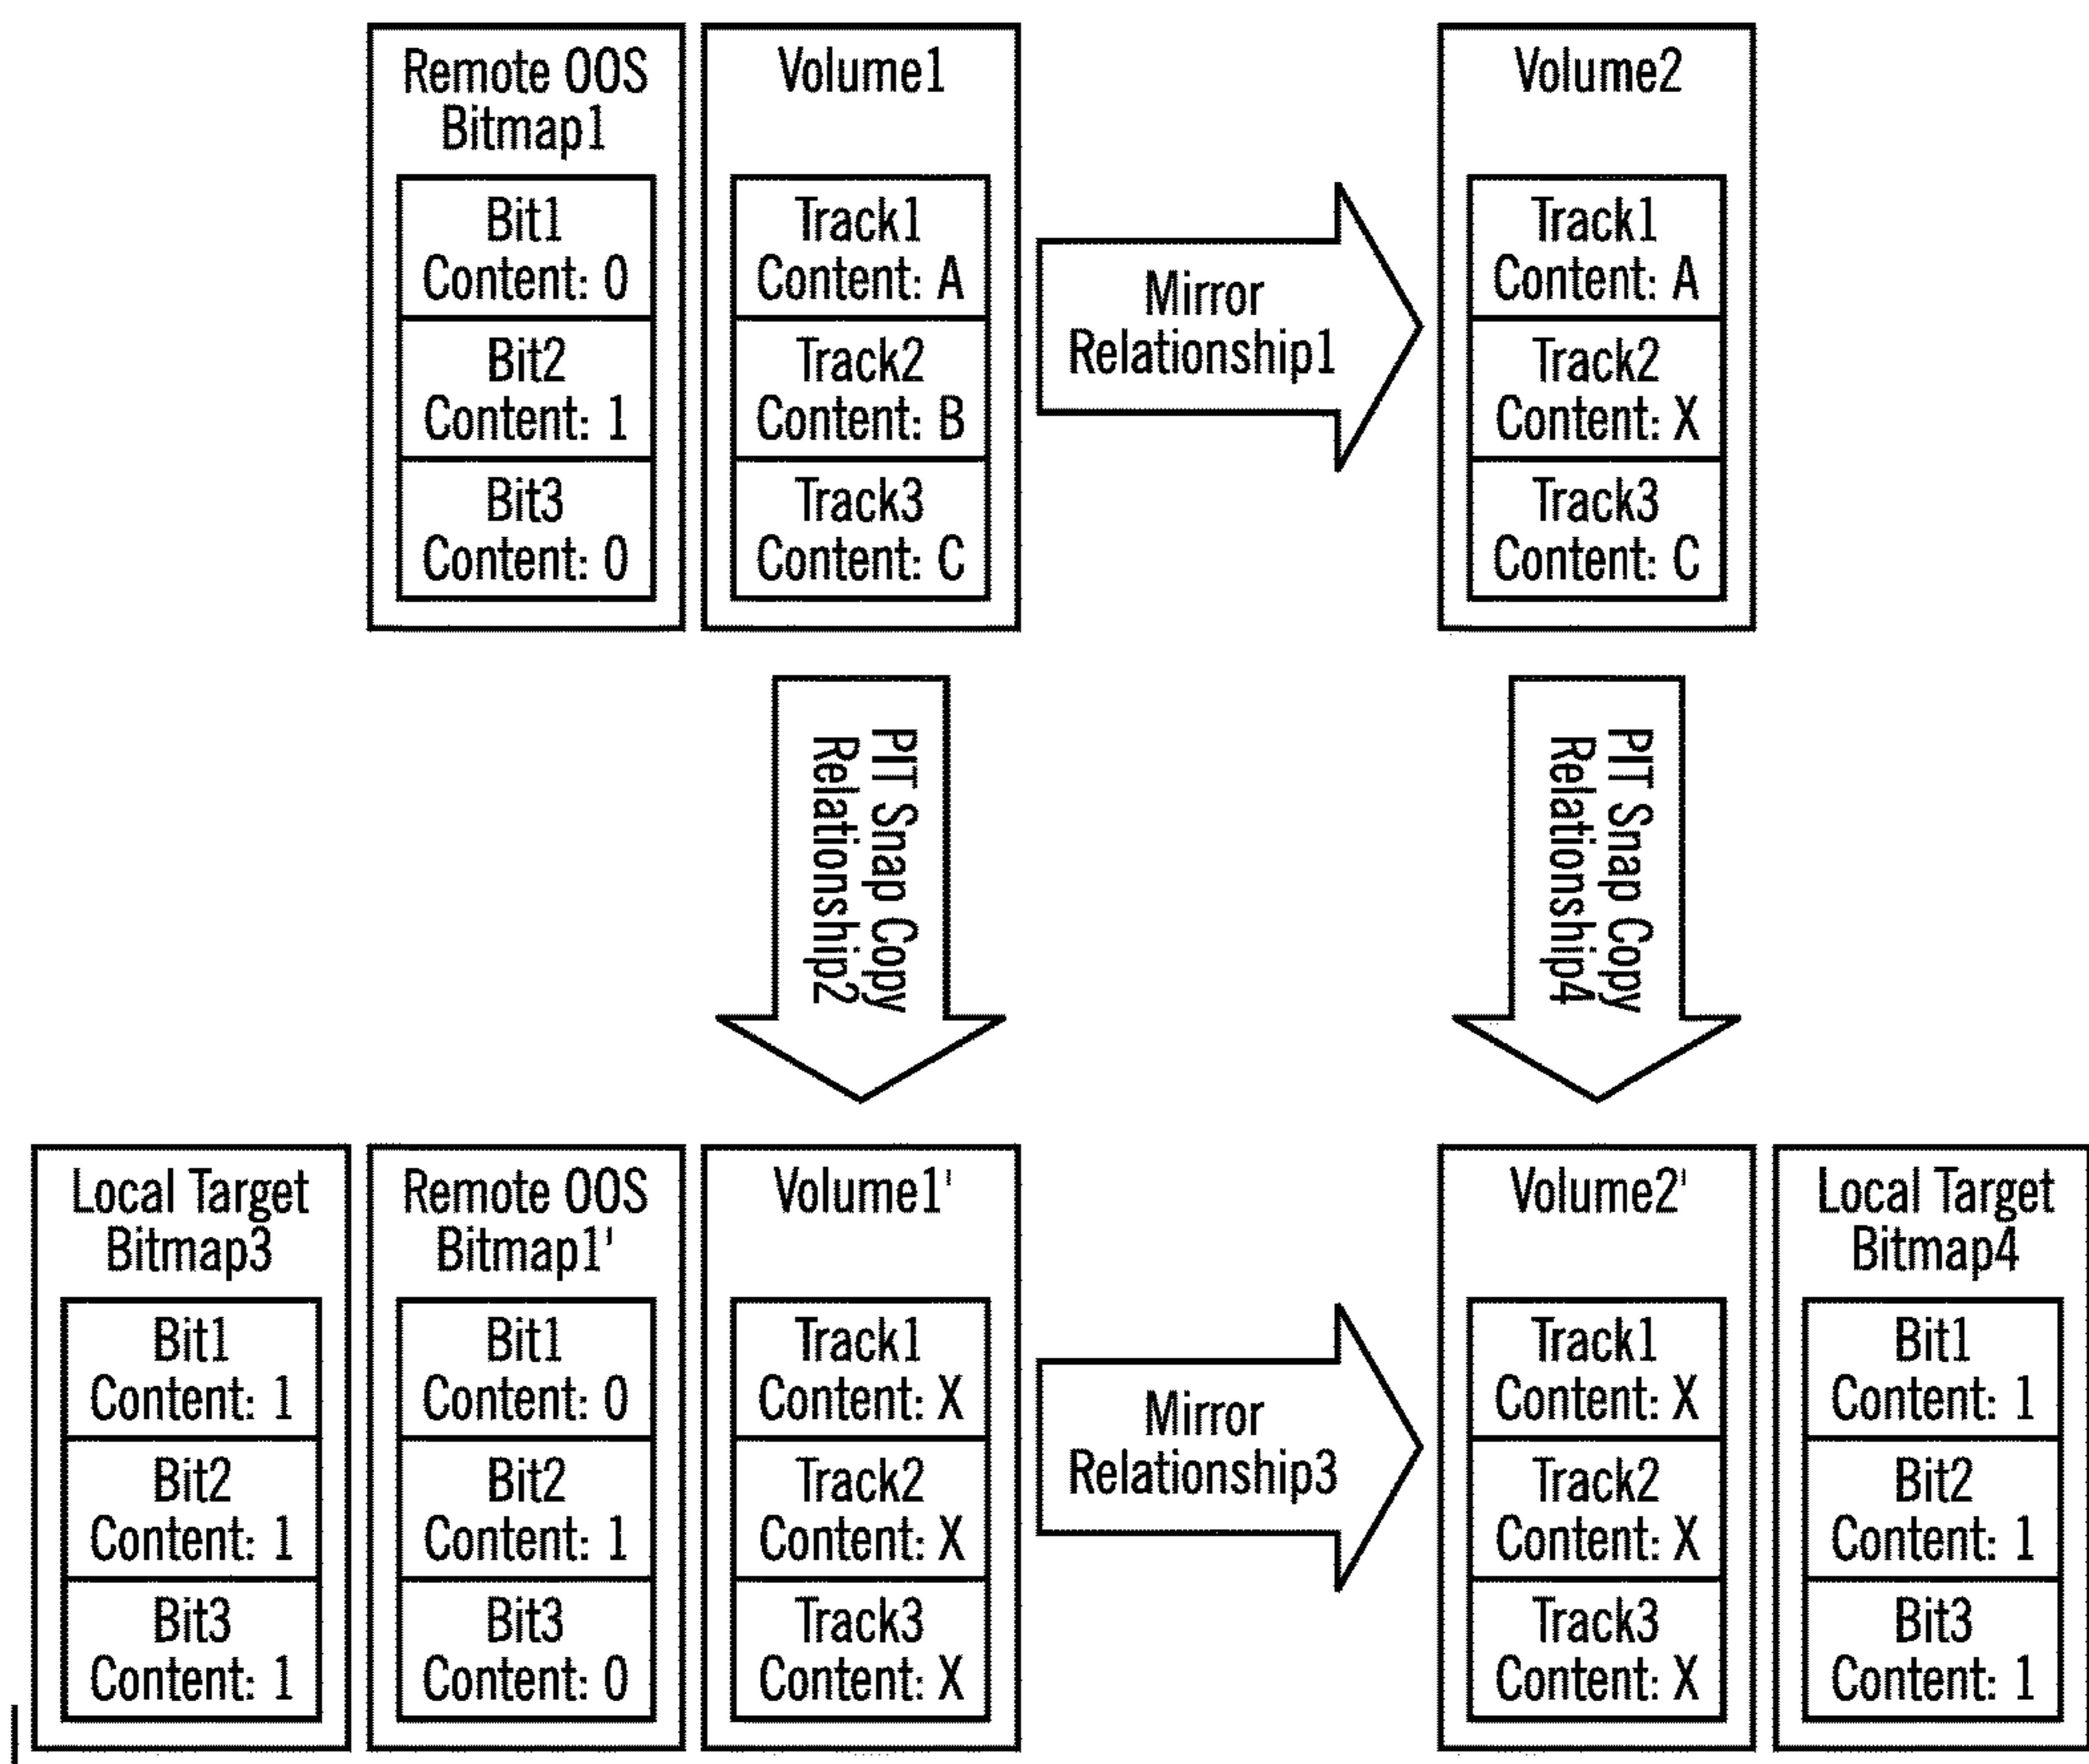 Remote OOS
Bitmap1
Bit1
Content: 0
Bit2
Content: 1
Bit3
Content: 0
Volume1
Track1
Content: A
Track2
Content: B
Track3
Content: C
Mirror
Relationship1
Volume2
Track1
Content: A
Track2
Content: X
Track3
Content: C
PIT Snap Copy
Relationship2
PIT Snap Copy
Relationship4
Local Target
Bitmap3
Bit1
Content: 1
Bit2
Content: 1
Bit3
Content: 1
Remote OOS
Bitmap1'
Bit1
Content: 0
Bit2
Content: 1
Bit3
Content: 0
Volume1'
Track1
Content: X
Track2
Content: X
Track3
Content: X
Mirror
Relationship3
Volume2'
Track1
Content: X
Track2
Content: X
Track3
Content: X
Local Target
Bitmap4
Bit1
Content: 1
Bit2
Content: 1
Bit3
Content: 1